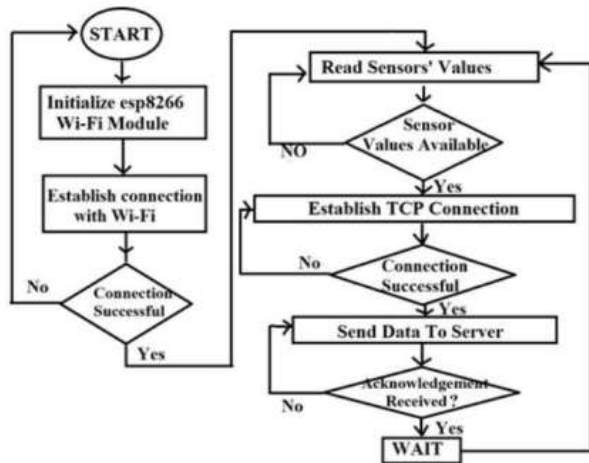 START
Initialize esp8266
Wi-Fi Module
Establish connection
with Wi-Fi
No
Connection
Successful
Yes
Read Sensors' Values
Sensor
Values Available
NO
Yes
Establish TCP Connection
No
Connection
Successful
Yes
Send Data To Server
Acknowledgement
Received?
No
Yes
WAIT